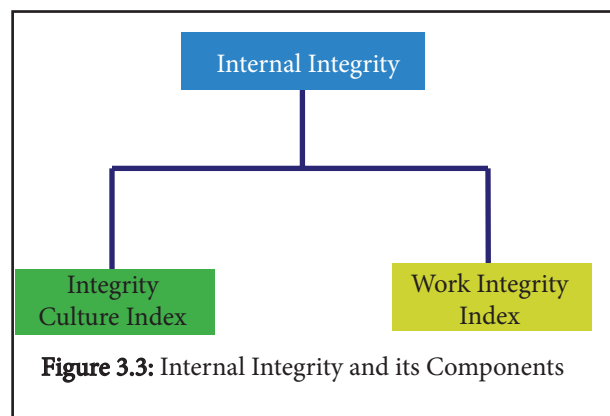 Internal Integrity
Integrity
Culture Index
Work Integrity
Index
Figure 3.3: Internal Integrity and its Components